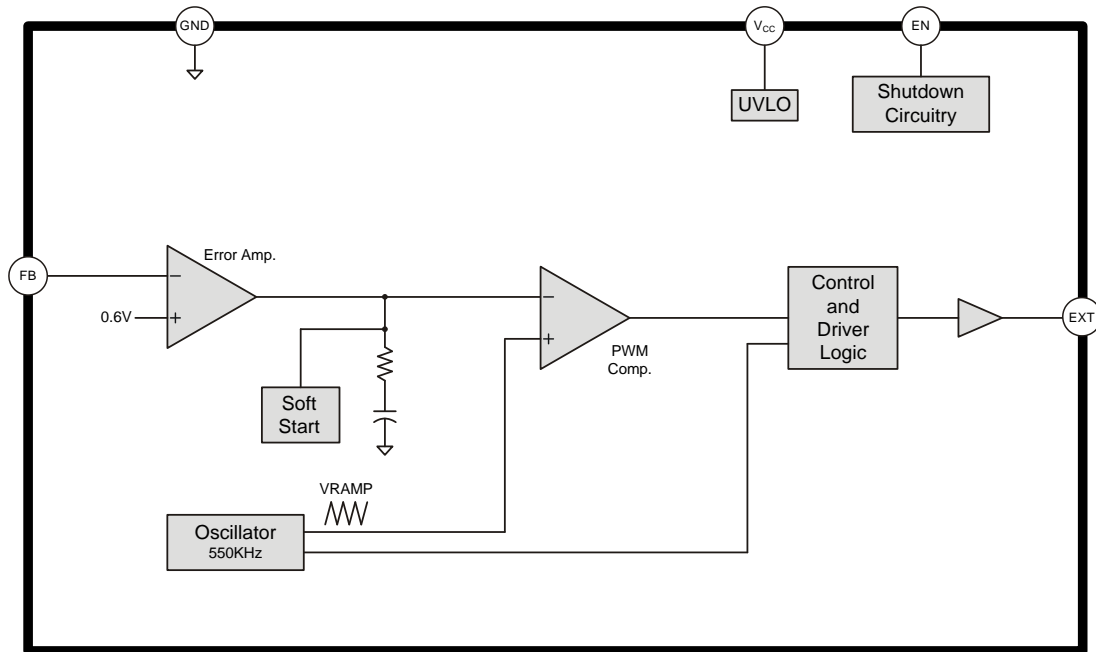 GND
VCC
EN
UVLO
Shutdown
Circuitry
Error Amp.
FB
−
0.6V
+
−
+
PWM
Comp.
Control
and
Driver
Logic
EXT
Soft
Start
VRAMP
Oscillator
550KHz